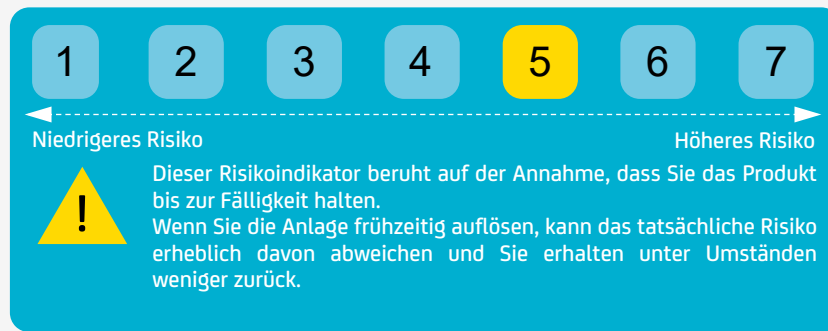 1 2 3 4 5 6 7
Niedrigeres Risiko Höheres Risiko
Dieser Risikoindikator beruht auf der Annahme, dass Sie das Produkt
bis zur Fälligkeit halten.
Wenn Sie die Anlage frühzeitig auflösen, kann das tatsächliche Risiko
erheblich davon abweichen und Sie erhalten unter Umständen
weniger zurück.
!